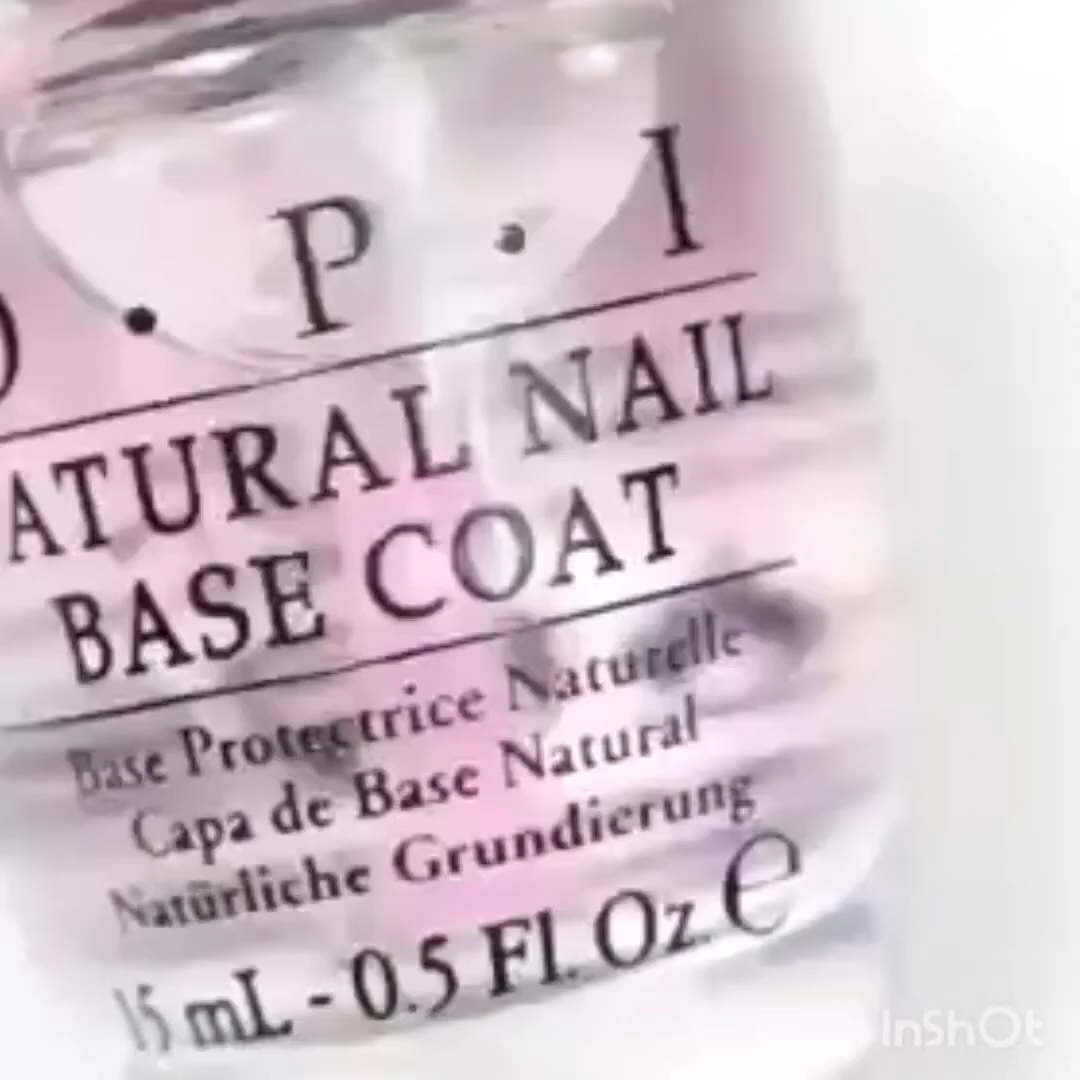 O . P . I
NATURAL NAIL
BASE COAT
Base Protectrice Naturelle
Capa de Base Natural
Natürliche Grundierung
15 mL - 0.5 Fl. Oz. e
InShOt